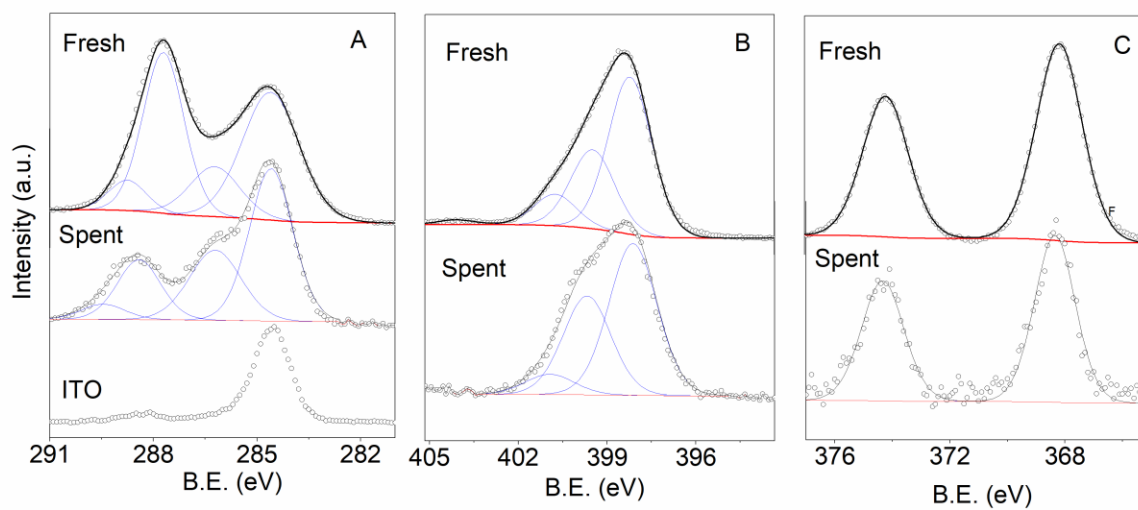 Fresh
A
Spent
ITO
291
288
285
282
B.E. (eV)
Intensity (a.u.)
Fresh
B
Spent
405
402
399
396
B.E. (eV)
Fresh
C
F
Spent
376
372
368
B.E. (eV)